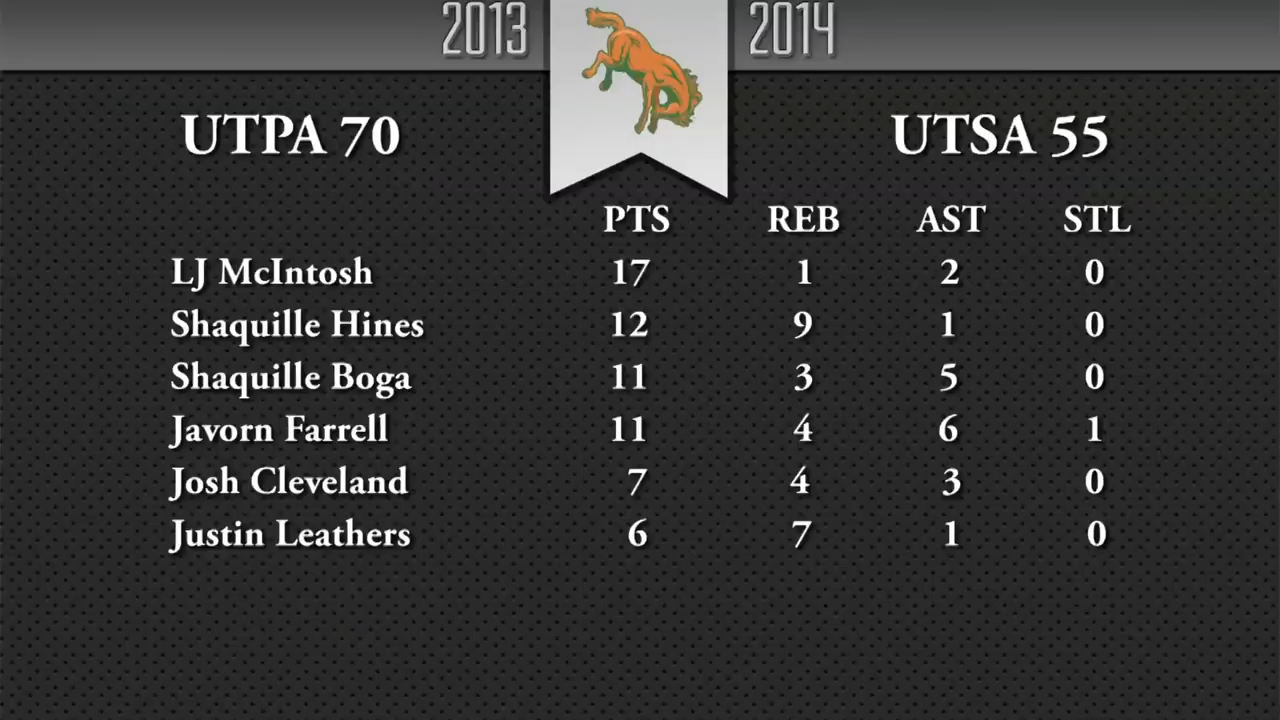 2013 2014
UTPA 70 UTSA 55
PTS REB AST STL
LJ McIntosh 17 1 2 0
Shaquille Hines 12 9 1 0
Shaquille Boga 11 3 5 0
Javorn Farrell 11 4 6 1
Josh Cleveland 7 4 3 0
Justin Leathers 6 7 1 0